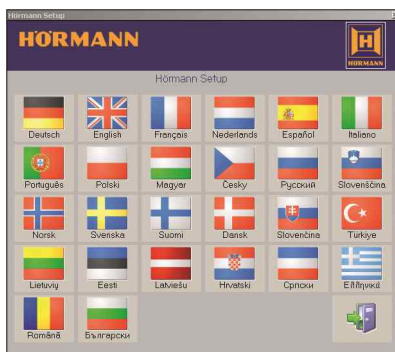 Hörmann Setup
HÖRMANN
HÖRMANN
Hörmann Setup
Deutsch English Français Nederlands Español Italiano
Português Polski Magyar Česky Русский Slovenščina
Norsk Svenska Suomi Dansk Slovenčina Türkiye
Lietuvių Eesti Latviešu Hrvatski Српски Ελληνικά
Română Български